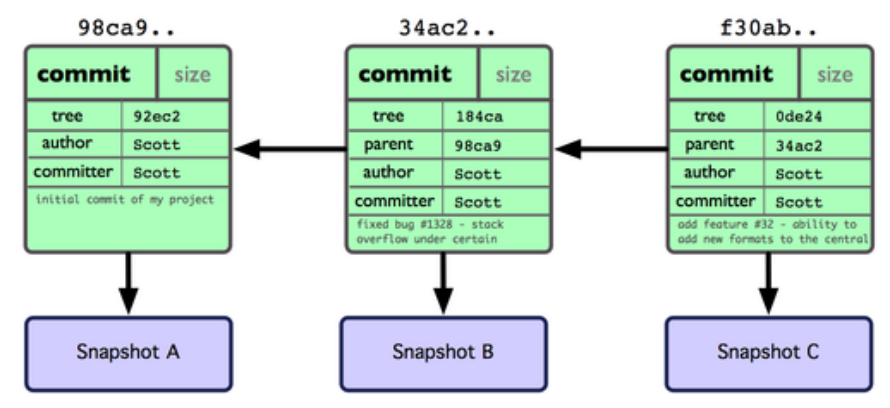 98ca9..
commit size
tree 92ec2
author Scott
committer Scott
initial commit of my project
Snapshot A
34ac2..
commit size
tree 184ca
parent 98ca9
author Scott
committer Scott
fixed bug #1328 - stack
overflow under certain
Snapshot B
f30ab..
commit size
tree 0de24
parent 34ac2
author Scott
committer Scott
add feature #32 - ability to
add new formats to the central
Snapshot C